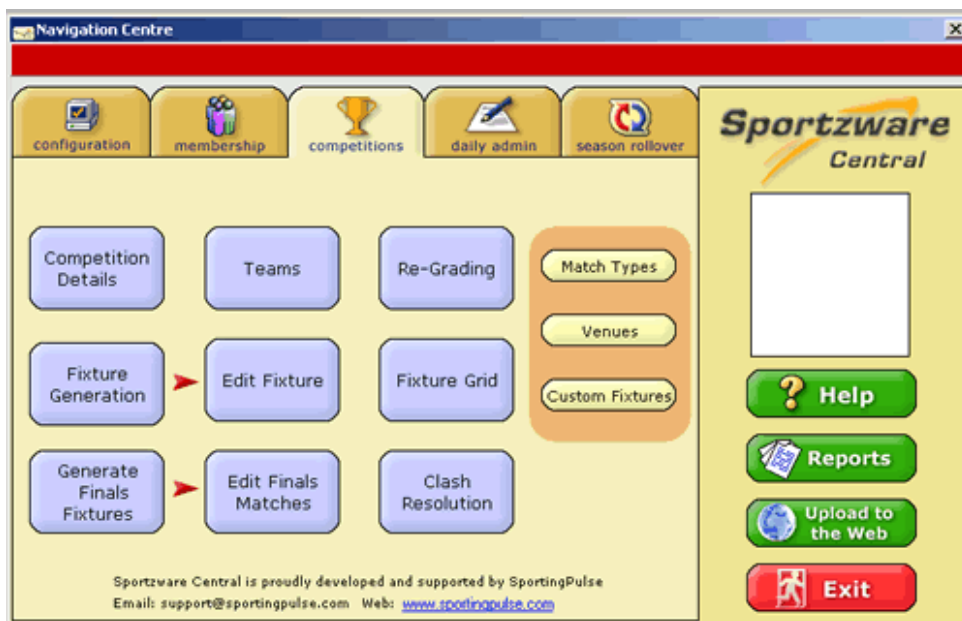 Navigation Centre
configuration
membership
competitions
daily admin
season rollover
Sportzware
Central
Competition
Details
Teams
Re-Grading
Match Types
Venues
Custom Fixtures
Fixture
Generation
Edit Fixture
Fixture Grid
Generate
Finals
Fixtures
Edit Finals
Matches
Clash
Resolution
Help
Reports
Upload to
the Web
Exit
Sportzware Central is proudly developed and supported by SportingPulse
Email: support@sportingpulse.com Web: www.sportingpulse.com